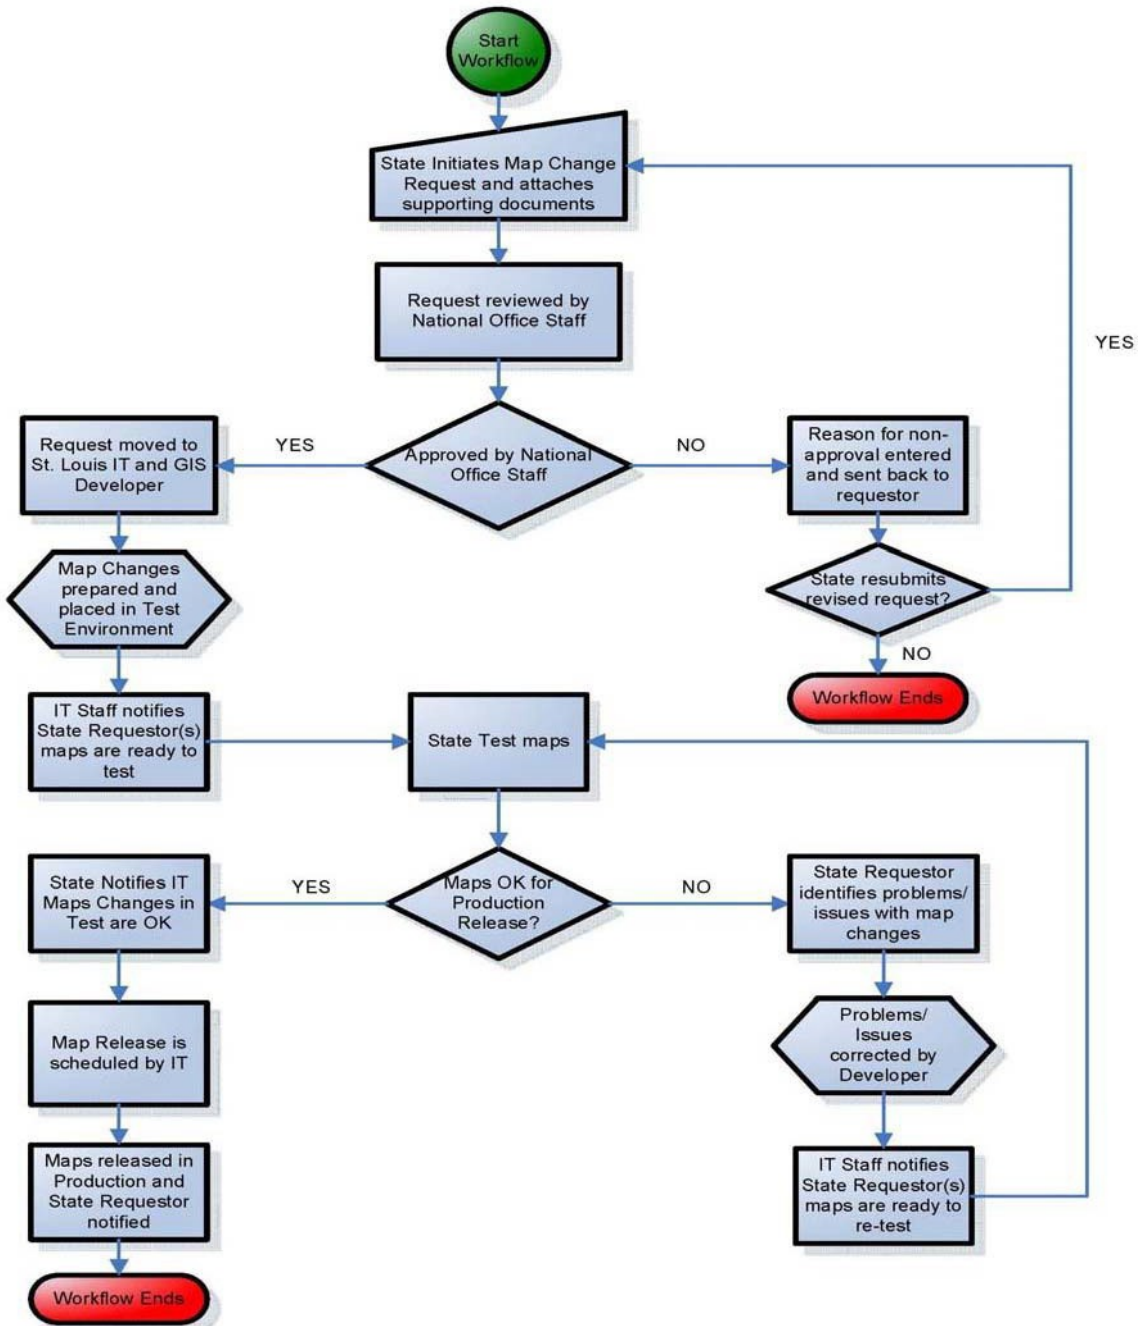 Start
Workflow
State Initiates Map Change
Request and attaches
supporting documents
Request reviewed by
National Office Staff
YES
Request moved to
St. Louis IT and GIS
Developer
YES
Approved by National
Office Staff
NO
Reason for non-
approval entered
and sent back to
requestor
Map Changes
prepared and
placed in Test
Environment
State resubmits
revised request?
NO
Workflow Ends
IT Staff notifies
State Requestor(s)
maps are ready to
test
State Test maps
State Notifies IT
Maps Changes in
Test are OK
YES
Maps OK for
Production
Release?
NO
State Requestor
identifies problems/
issues with map
changes
Map Release is
scheduled by IT
Problems/
Issues
corrected by
Developer
Maps released in
Production and
State Requestor
notified
IT Staff notifies
State Requestor(s)
maps are ready to
re-test
Workflow Ends